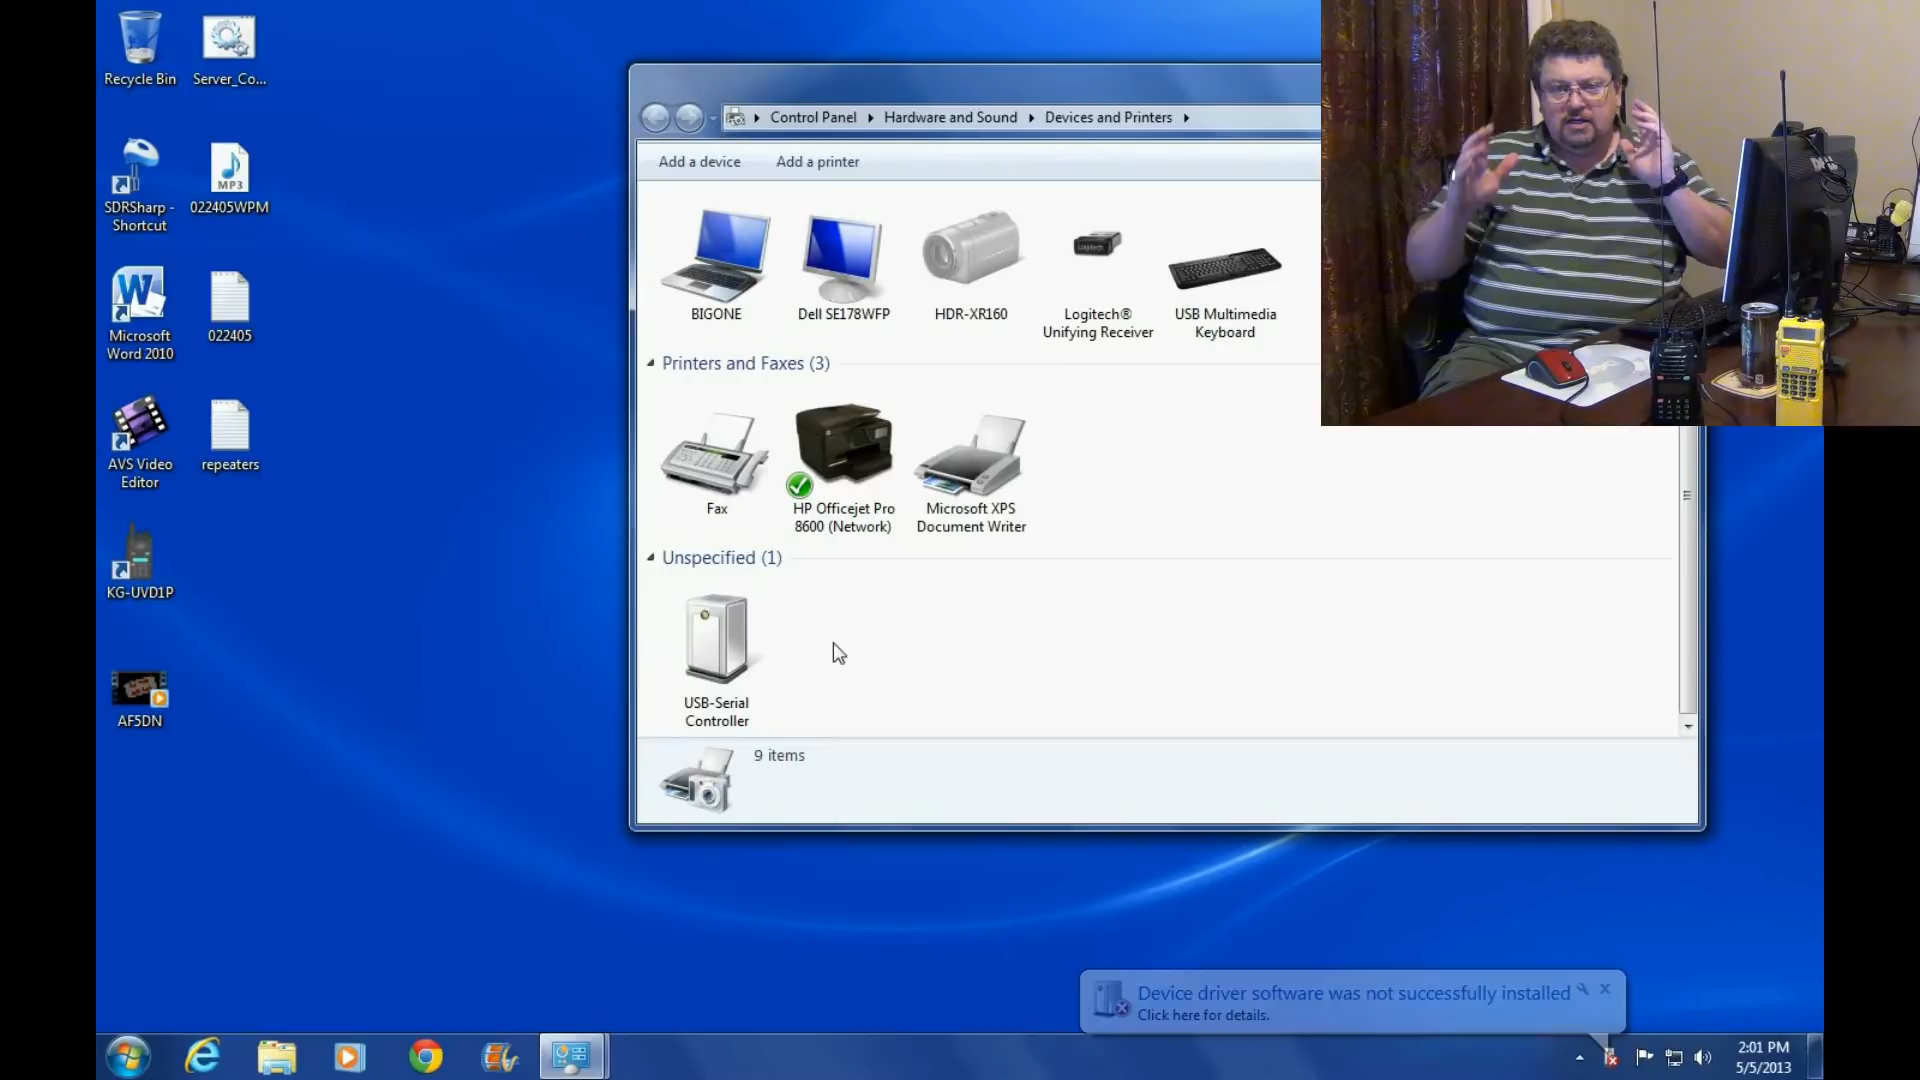 Recycle Bin
Server_Co...
SDRSharp -
Shortcut
MP3
022405WPM
W
Microsoft
Word 2010
022405
AVS Video
Editor
repeaters
KG-UVD1P
AF5DN
Control Panel
Hardware and Sound
Devices and Printers
Add a device
Add a printer
BIGONE
Dell SE178WFP
HDR-XR160
Logitech
Logitech®
Unifying Receiver
USB Multimedia
Keyboard
Printers and Faxes (3)
Fax
HP Officejet Pro
8600 (Network)
Microsoft XPS
Document Writer
Unspecified (1)
USB-Serial
Controller
9 items
DELL
Device driver software was not successfully installed
Click here for details.
2:01 PM
5/5/2013